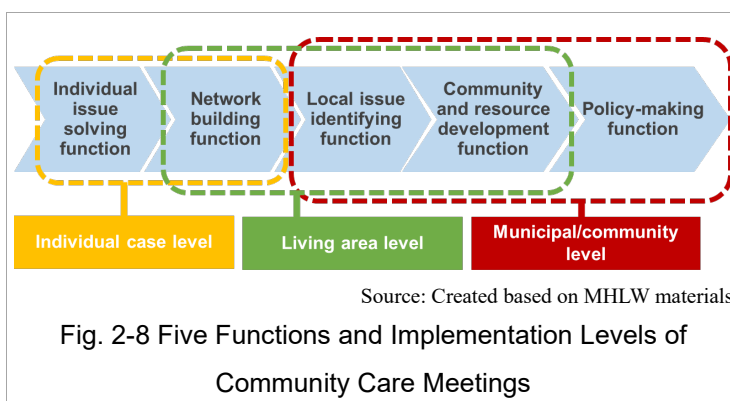 Individual
issue
solving
function
Network
building
function
Local issue
identifying
function
Community
and resource
development
function
Policy-making
function
Individual case level
Living area level
Municipal/community
level
Source: Created based on MHLW materials
Fig. 2-8 Five Functions and Implementation Levels of
Community Care Meetings